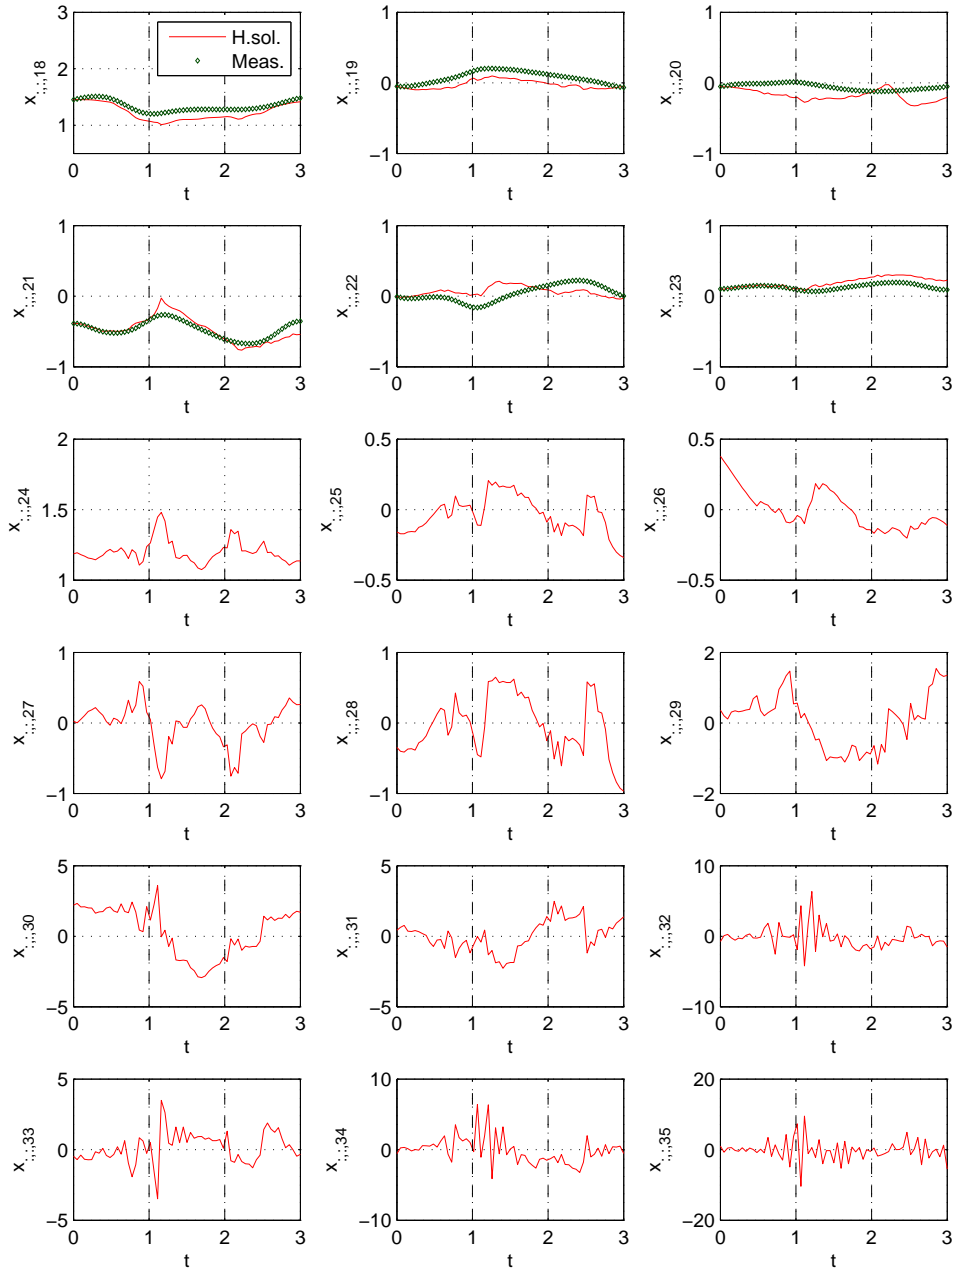 3
2
1
x.,:,18
H.sol.
Meas.
0 1 2 3
t
1
0
−1
x.,:,19
0 1 2 3
t
1
0
−1
x.,:,20
0 1 2 3
t
1
0
−1
x.,:,21
0 1 2 3
t
1
0
−1
x.,:,22
0 1 2 3
t
1
0
−1
x.,:,23
0 1 2 3
t
2
1.5
1
x.,:,24
0 1 2 3
t
0.5
0
−0.5
x.,:,25
0 1 2 3
t
0.5
0
−0.5
x.,:,26
0 1 2 3
t
1
0
−1
x.,:,27
0 1 2 3
t
1
0
−1
x.,:,28
0 1 2 3
t
2
0
−2
x.,:,29
0 1 2 3
t
5
0
−5
x.,:,30
0 1 2 3
t
5
0
−5
x.,:,31
0 1 2 3
t
10
0
−10
x.,:,32
0 1 2 3
t
5
0
−5
x.,:,33
0 1 2 3
t
10
0
−10
x.,:,34
0 1 2 3
t
20
0
−20
x.,:,35
0 1 2 3
t